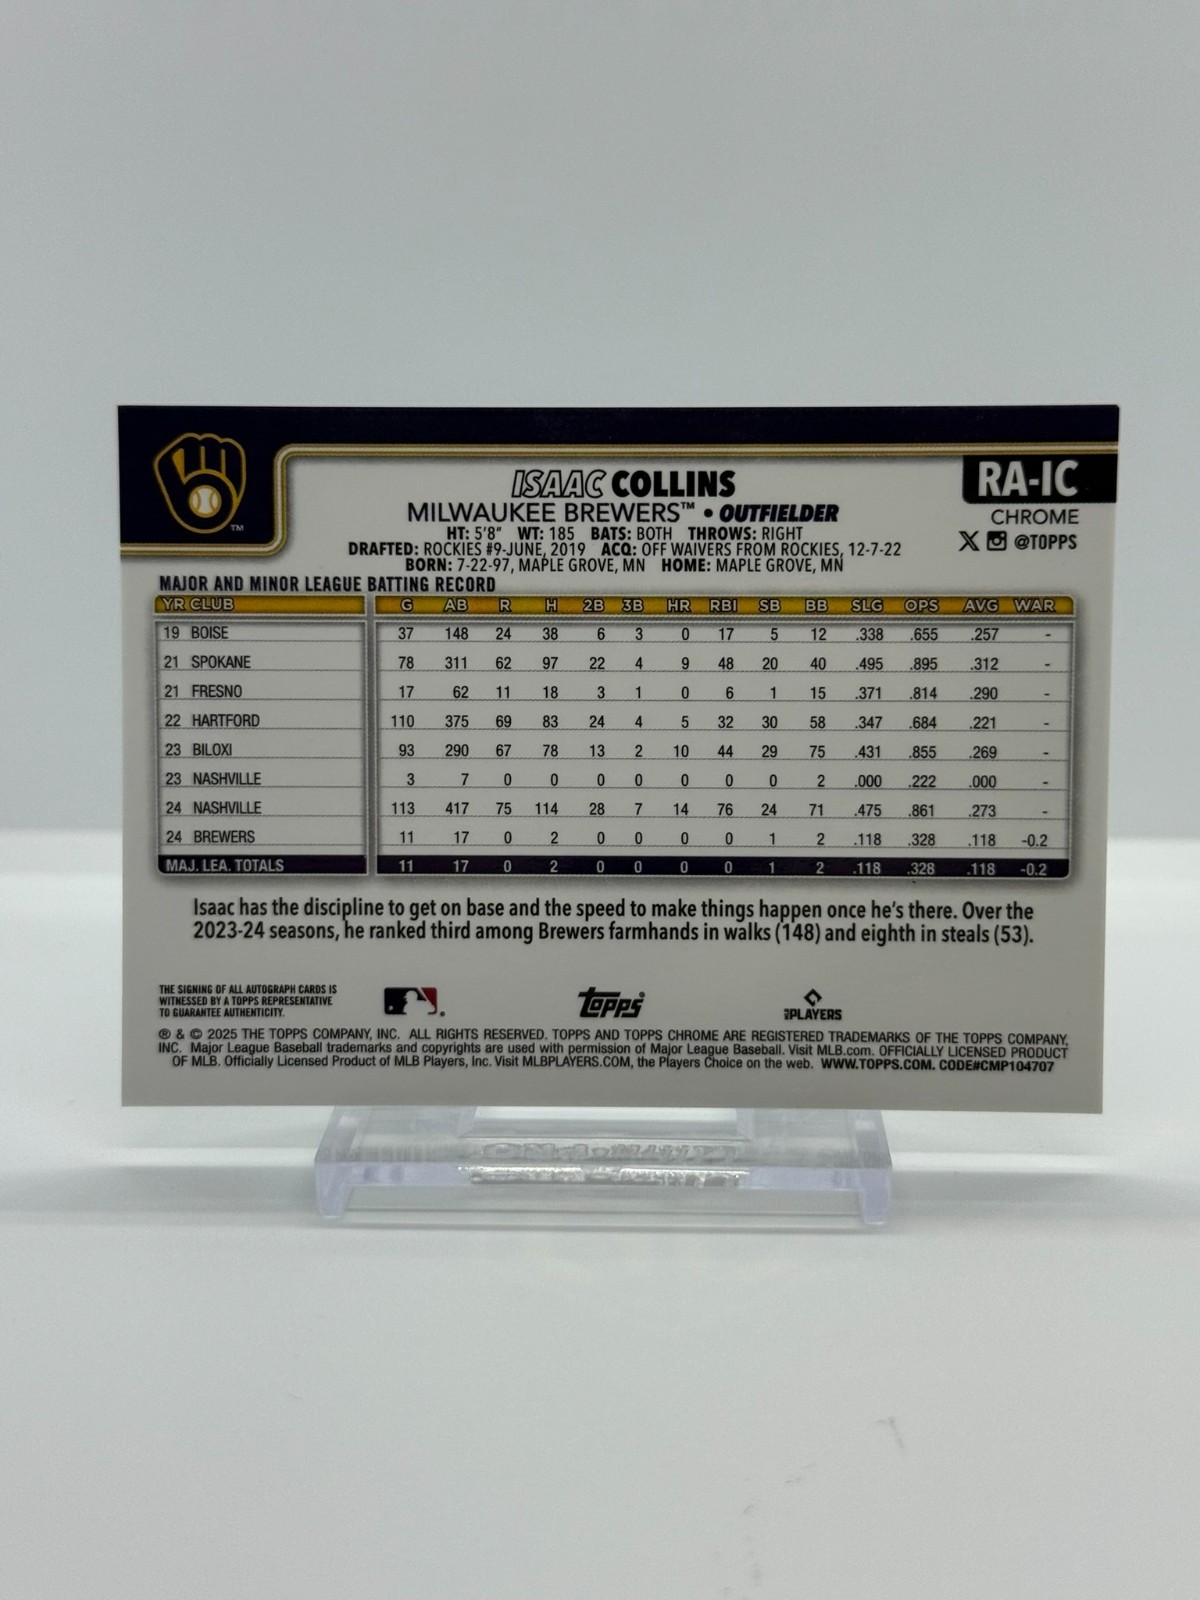 ISAAC COLLINS
RA-IC
MILWAUKEE BREWERS™ • OUTFIELDER
CHROME
HT: 5'8" WT: 185 BATS: BOTH THROWS: RIGHT
@TOPPS
DRAFTED: ROCKIES #9-JUNE, 2019 ACQ: OFF WAIVERS FROM ROCKIES, 12-7-22
BORN: 7-22-97, MAPLE GROVE, MN HOME: MAPLE GROVE, MN
TM
MAJOR AND MINOR LEAGUE BATTING RECORD
YR CLUB G AB R H 2B 3B HR RBI SB BB SLG OPS AVG WAR
19 BOISE 37 148 24 38 6 3 0 17 5 12 .338 .655 .257 -
21 SPOKANE 78 311 62 97 22 4 9 48 20 40 .495 .895 .312 -
21 FRESNO 17 62 11 18 3 1 0 6 1 15 .371 .814 .290 -
22 HARTFORD 110 375 69 83 24 4 5 32 30 58 .347 .684 .221 -
23 BILOXI 93 290 67 78 13 2 10 44 29 75 .431 .855 .269 -
23 NASHVILLE 3 7 0 0 0 0 0 0 0 2 .000 .222 .000 -
24 NASHVILLE 113 417 75 114 28 7 14 76 24 71 .475 .861 .273 -
24 BREWERS 11 17 0 2 0 0 0 0 1 2 .118 .328 .118 -0.2
MAJ. LEA. TOTALS 11 17 0 2 0 0 0 0 1 2 .118 .328 .118 -0.2
Isaac has the discipline to get on base and the speed to make things happen once he's there. Over the
2023-24 seasons, he ranked third among Brewers farmhands in walks (148) and eighth in steals (53).
THE SIGNING OF ALL AUTOGRAPH CARDS IS
WITNESSED BY A TOPPS REPRESENTATIVE
TO GUARANTEE AUTHENTICITY.
topps
PLAYERS
® & © 2025 THE TOPPS COMPANY, INC. ALL RIGHTS RESERVED. TOPPS AND TOPPS CHROME ARE REGISTERED TRADEMARKS OF THE TOPPS COMPANY,
INC. Major League Baseball trademarks and copyrights are used with permission of Major League Baseball. Visit MLB.com. OFFICIALLY LICENSED PRODUCT
OF MLB. Officially Licensed Product of MLB Players, Inc. Visit MLBPLAYERS.COM, the Players Choice on the web. WWW.TOPPS.COM. CODE#CMP104707